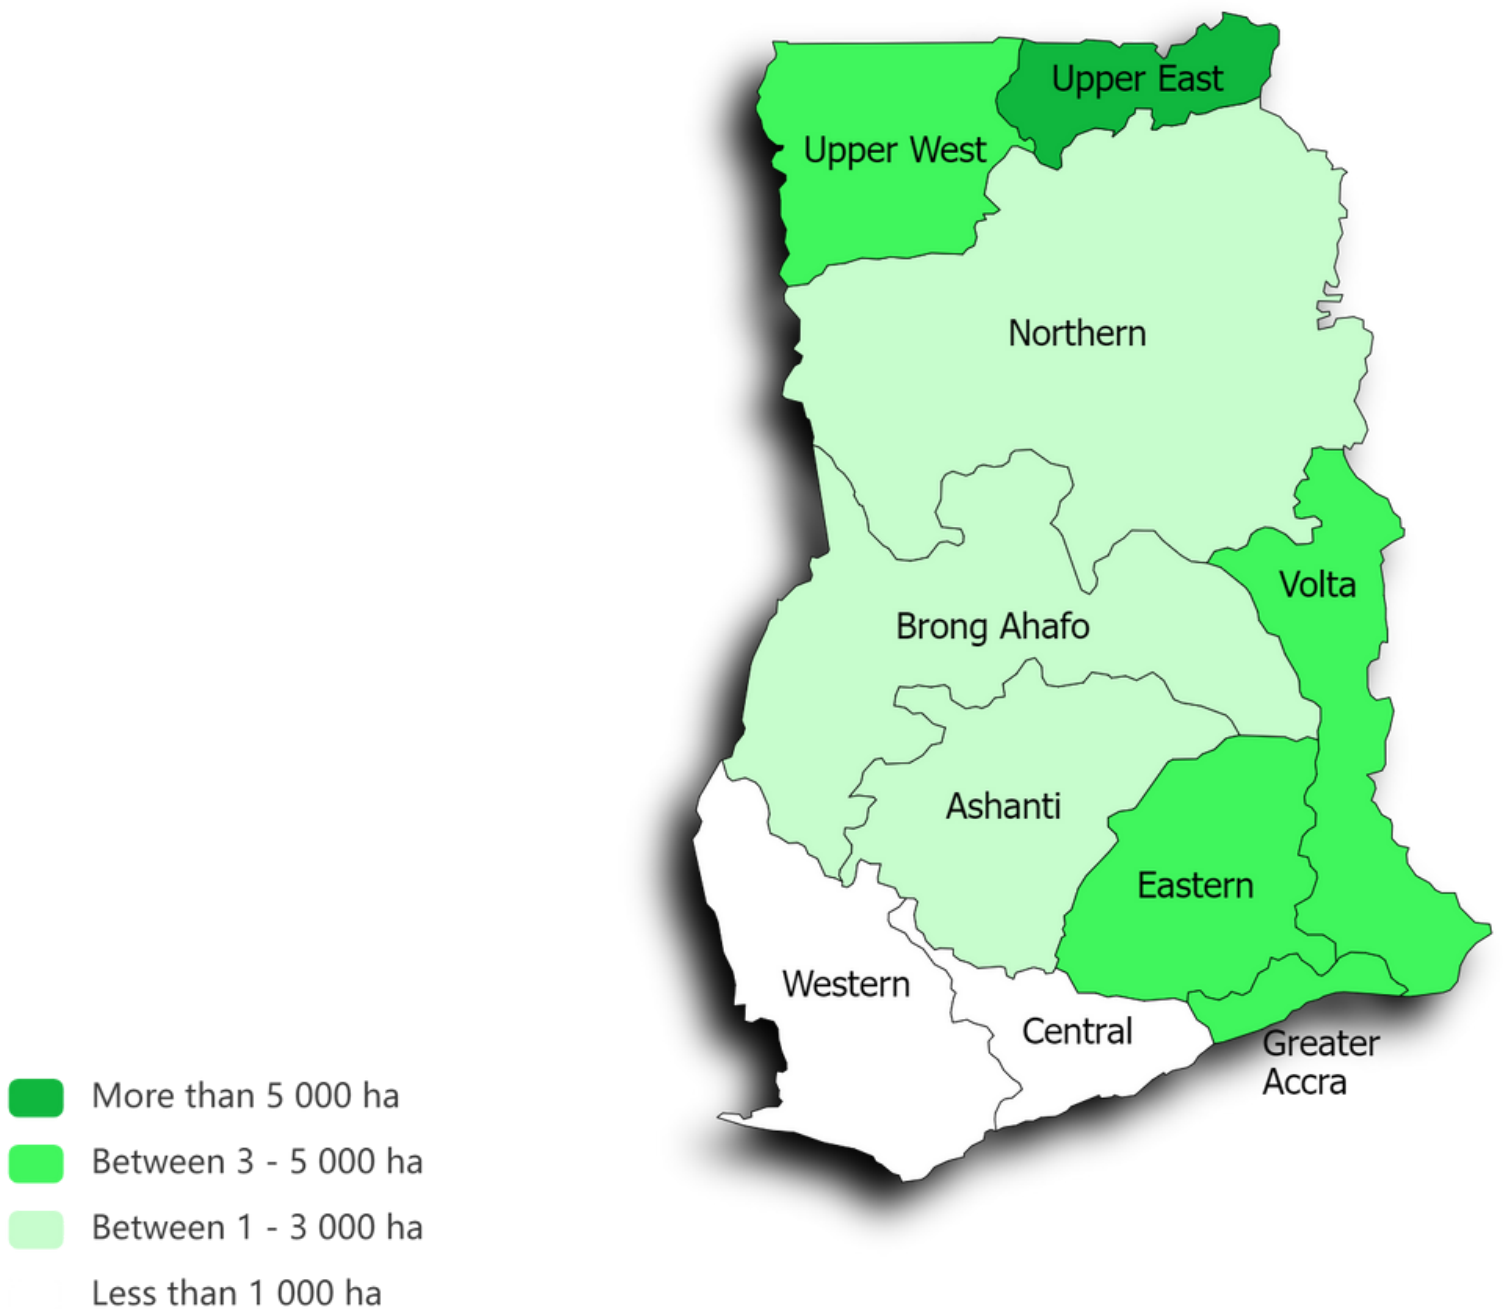 Upper East
Upper West
Northern
Volta
Brong Ahafo
Ashanti
Eastern
Western
Central
Greater
Accra
More than 5 000 ha
Between 3 - 5 000 ha
Between 1 - 3 000 ha
Less than 1 000 ha